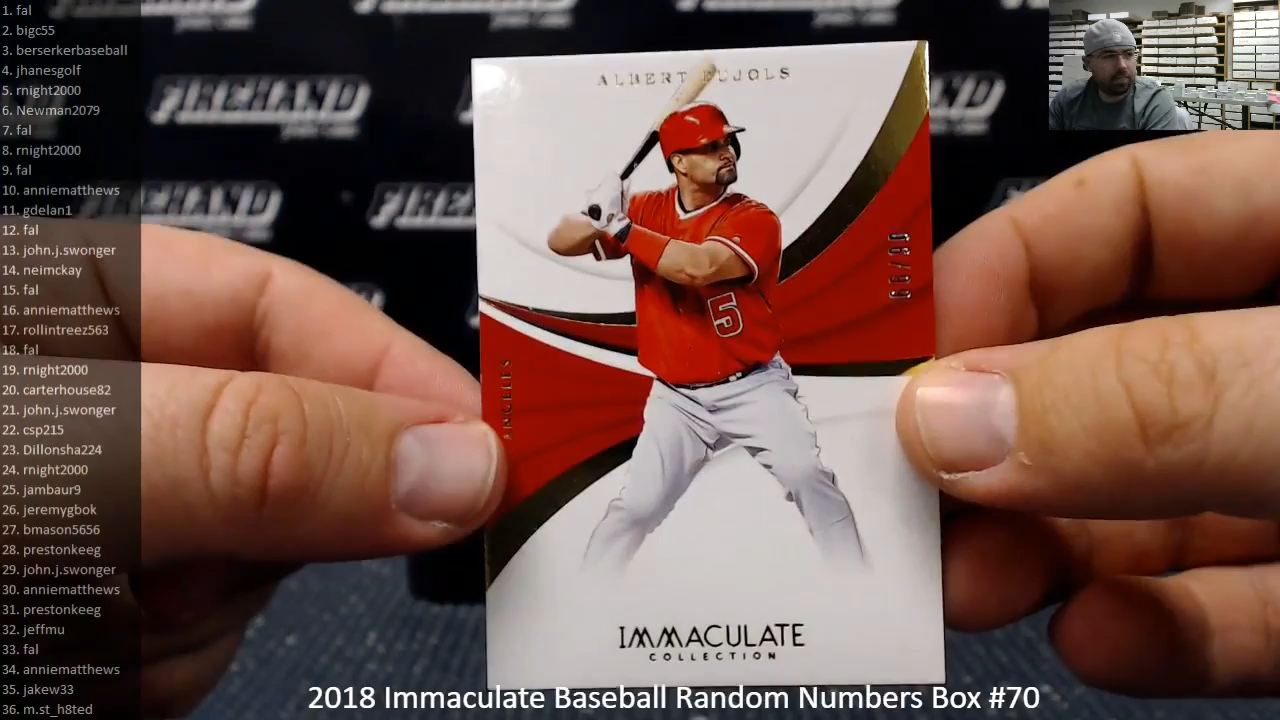 1. fal
2. bigc55
3. berserkerbaseball
4. jhanesgolf
5. rnight2000
6. Newman2079
7. fal
8. rnight2000
9. fal
10. anniematthews
11. gdelan1
12. fal
13. john.j.swonger
14. neimckay
15. fal
16. anniematthews
17. rollintreez563
18. fal
19. rnight2000
20. carterhouse82
21. john.j.swonger
22. csp215
23. Dillonsha224
24. rnight2000
25. jambaur9
26. jeremygbok
27. bmason5656
28. prestonkeeg
29. john.j.swonger
30. anniematthews
31. prestonkeeg
32. jeffmu
33. fal
34. anniematthews
35. jakew33
36. m.st_h8ted
FIREHAND
FIREHAND
ALBERT PUJOLS
ANGELES
5
IMMACULATE
COLLECTION
2018 Immaculate Baseball Random Numbers Box #70